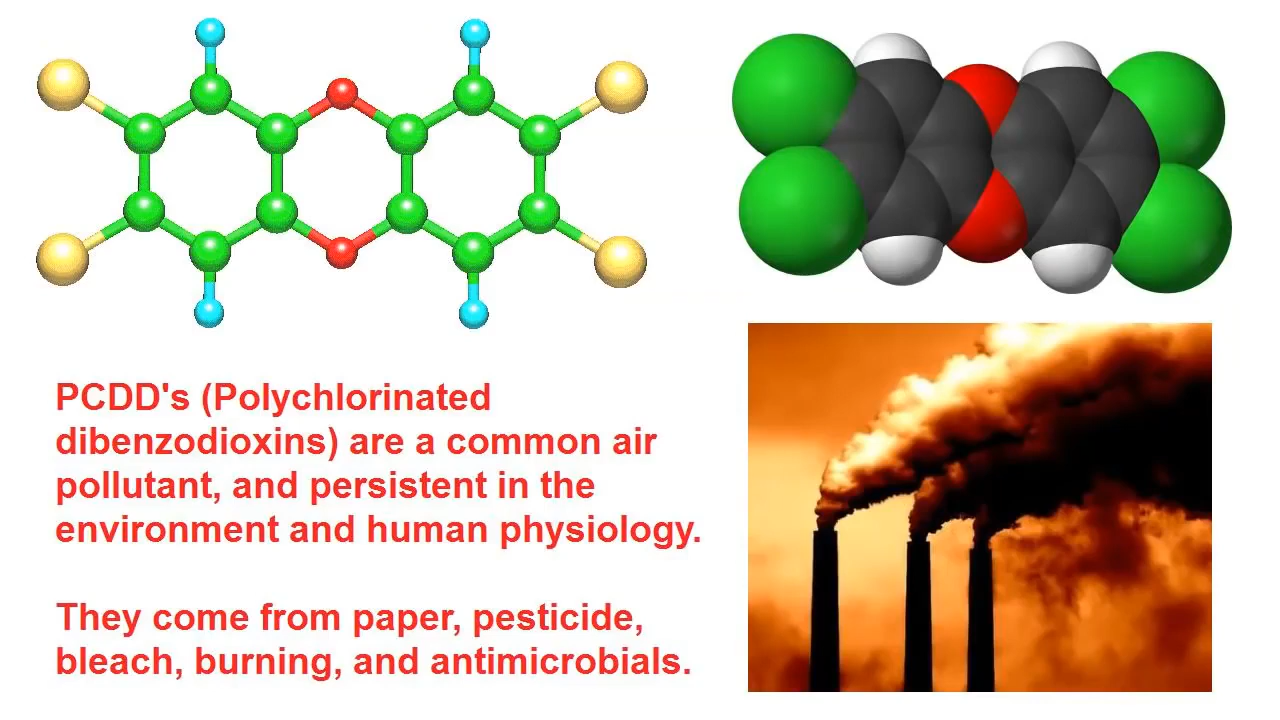 PCDD's (Polychlorinated
dibenzodioxins) are a common air
pollutant, and persistent in the
environment and human physiology.
They come from paper, pesticide,
bleach, burning, and antimicrobials.